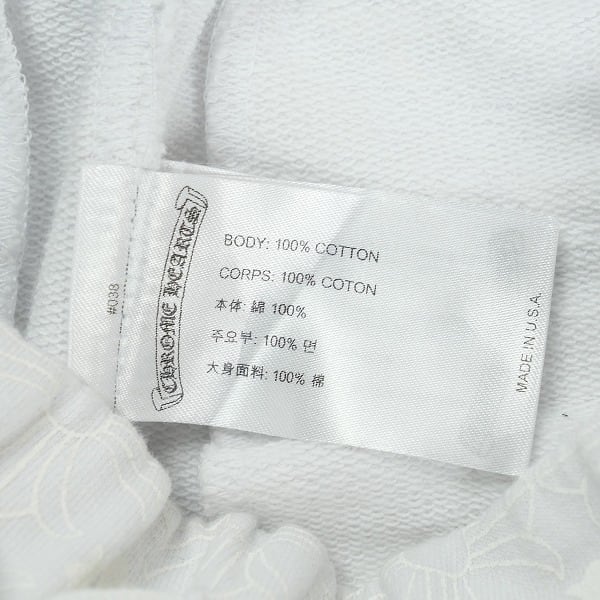 CHROME HEARTS
BODY: 100% COTTON
CORPS: 100% COTON
本体: 綿 100%
주요부: 100% 면
大身面料: 100% 棉
MADE IN U.S.A.
#038